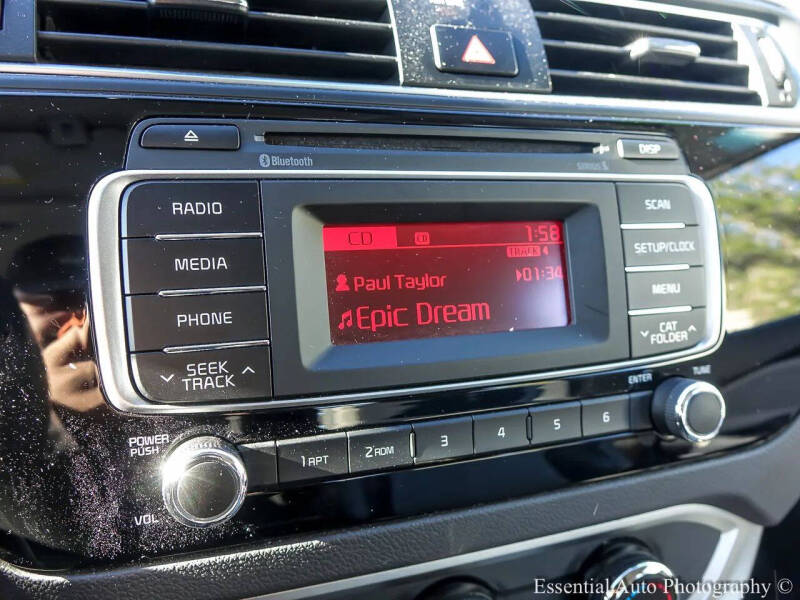 Bluetooth
SIRIUS
DISP
RADIO
MEDIA
PHONE
SEEK
TRACK
CD
CD
1:58
TRACK 4
01:34
Paul Taylor
Epic Dream
SCAN
SETUP/CLOCK
MENU
CAT
FOLDER
POWER
PUSH
VOL
1 RPT
2 RDM
3
4
5
6
ENTER
TUNE
Essential Auto Photography ©